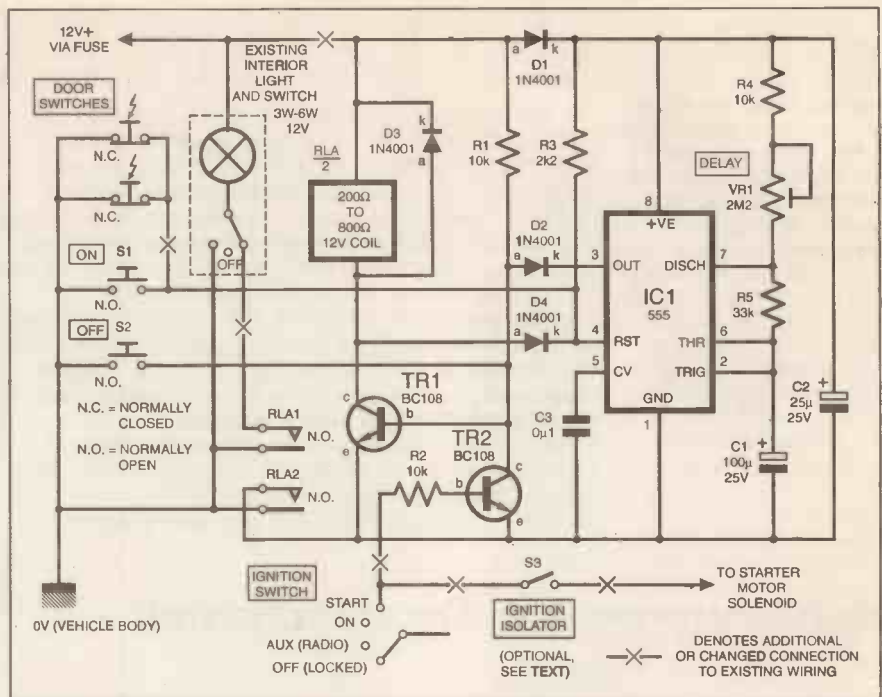 12V+
VIA FUSE
EXISTING
INTERIOR
LIGHT
AND SWITCH
3W-6W
12V
DOOR
SWITCHES
N.C.
N.C.
OFF
ON
S1
N.O.
OFF
S2
N.O.
N.C. = NORMALLY
CLOSED
N.O. = NORMALLY
OPEN
RLA
2
200Ω
TO
800Ω
12V COIL
D3
1N4001
k
a
a
k
D1
1N4001
R1
10k
R3
2k2
R4
10k
DELAY
VR1
2M2
D2
1N4001
a
k
D4
1N4001
a
k
8
+VE
3
OUT
DISCH
7
IC1
555
R5
33k
4
RST
THR
6
5
CV
TRIG
2
GND
1
C2
25µ
25V
+
C3
0µ1
C1
100µ
25V
+
TR1
BC108
c
b
e
TR2
BC108
c
b
e
R2
10k
RLA1
N.O.
RLA2
N.O.
0V (VEHICLE BODY)
IGNITION
SWITCH
START
ON
AUX (RADIO)
OFF (LOCKED)
S3
IGNITION
ISOLATOR
(OPTIONAL,
SEE TEXT)
TO STARTER
MOTOR
SOLENOID
DENOTES ADDITIONAL
OR CHANGED CONNECTION
TO EXISTING WIRING